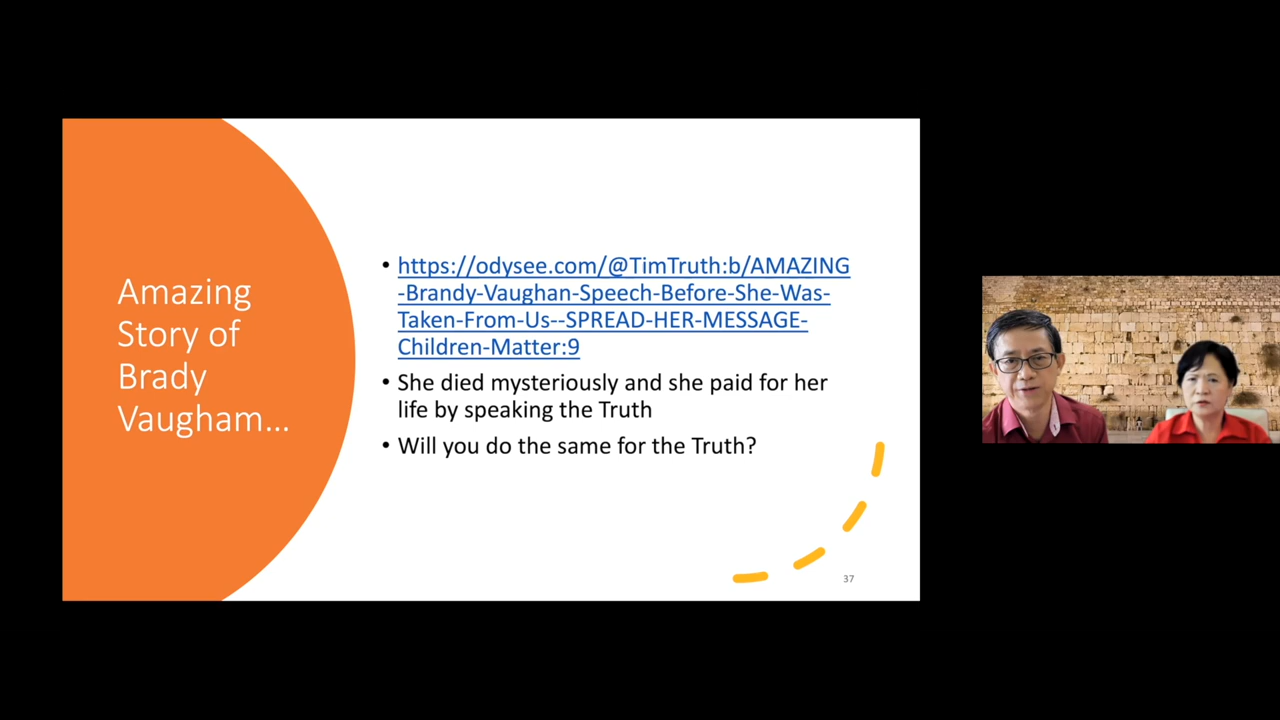 Amazing
Story of
Brady
Vaugham...
• https://odysee.com/@TimTruth:b/AMAZING
-Brandy-Vaughan-Speech-Before-She-Was-
Taken-From-Us--SPREAD-HER-MESSAGE-
Children-Matter:9
• She died mysteriously and she paid for her
life by speaking the Truth
• Will you do the same for the Truth?
37